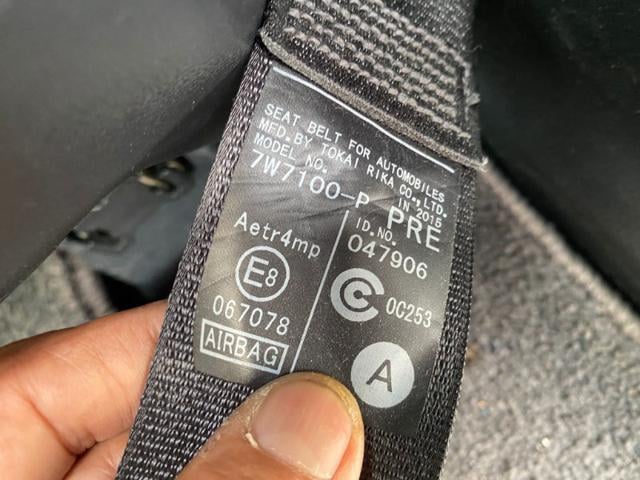 SEAT BELT FOR AUTOMOBILES
MFD.BY TOKAI RIKA CO.,LTD.
IN 2015
MODEL NO.
7W7100-P PRE
Aetr4mp
E8
067078
AIRBAG
ID.NO.
047906
0C253
A